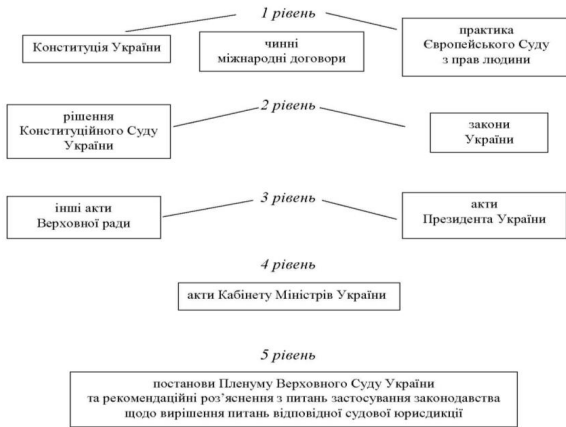 1 рівень
Конституція України
чинні
міжнародні договори
практика
Європейського Суду
з прав людини
2 рівень
рішення
Конституційного Суду
України
закони
України
3 рівень
інші акти
Верховної ради
акти
Президента України
4 рівень
акти Кабінету Міністрів України
5 рівень
постанови Пленуму Верховного Суду України
та рекомендаційні роз’яснення з питань застосування законодавства
щодо вирішення питань відповідної судової юрисдикції